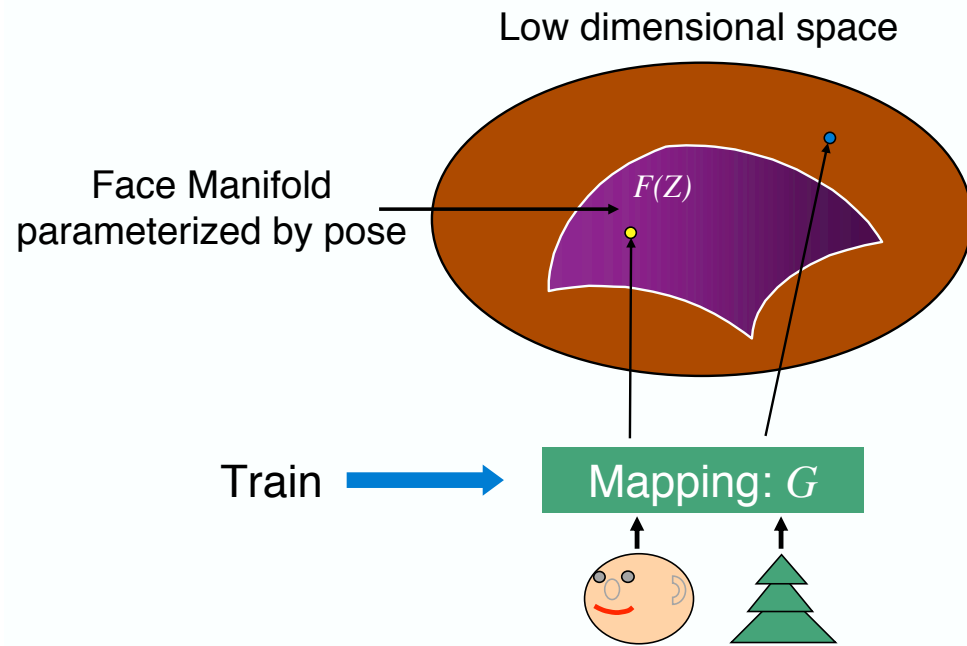 Low dimensional space
Face Manifold
parameterized by pose
F(Z)
Train
Mapping: G